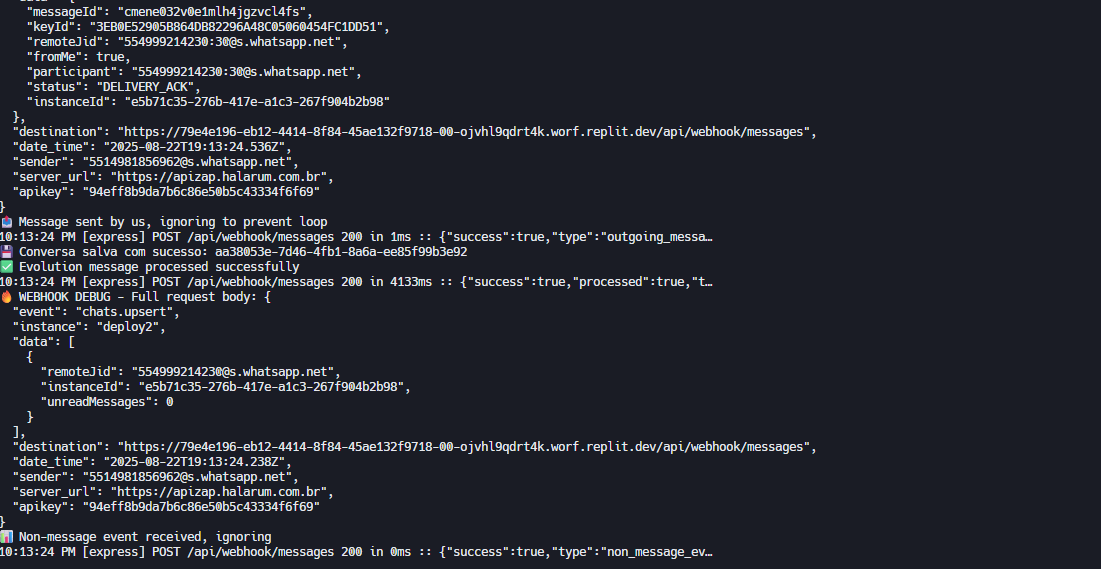 "messageId": "cmene032v0e1mlh4jgzvcl4fs",
"keyId": "3EB0E52905B864DB82296A48C05060454FC1DD51",
"remoteJid": "554999214230:30@s.whatsapp.net",
"fromMe": true,
"participant": "554999214230:30@s.whatsapp.net",
"status": "DELIVERY_ACK",
"instanceId": "e5b71c35-276b-417e-a1c3-267f904b2b98"
},
"destination": "https://79e4e196-eb12-4414-8f84-45ae132f9718-00-ojvhl9qdrt4k.worf.replit.dev/api/webhook/messages",
"date_time": "2025-08-22T19:13:24.536Z",
"sender": "5514981856962@s.whatsapp.net",
"server_url": "https://apizap.halarum.com.br",
"apikey": "94eff8b9da7b6c86e50b5c43334f6f69"
}
📤 Message sent by us, ignoring to prevent loop
10:13:24 PM [express] POST /api/webhook/messages 200 in 1ms :: {"success":true,"type":"outgoing_messa…
💾 Conversa salva com sucesso: aa38053e-7d46-4fb1-8a6a-ee85f99b3e92
✅ Evolution message processed successfully
10:13:24 PM [express] POST /api/webhook/messages 200 in 4133ms :: {"success":true,"processed":true,"t…
🔥 WEBHOOK DEBUG - Full request body: {
"event": "chats.upsert",
"instance": "deploy2",
"data": [
{
"remoteJid": "554999214230@s.whatsapp.net",
"instanceId": "e5b71c35-276b-417e-a1c3-267f904b2b98",
"unreadMessages": 0
}
],
"destination": "https://79e4e196-eb12-4414-8f84-45ae132f9718-00-ojvhl9qdrt4k.worf.replit.dev/api/webhook/messages",
"date_time": "2025-08-22T19:13:24.238Z",
"sender": "5514981856962@s.whatsapp.net",
"server_url": "https://apizap.halarum.com.br",
"apikey": "94eff8b9da7b6c86e50b5c43334f6f69"
}
📊 Non-message event received, ignoring
10:13:24 PM [express] POST /api/webhook/messages 200 in 0ms :: {"success":true,"type":"non_message_ev…